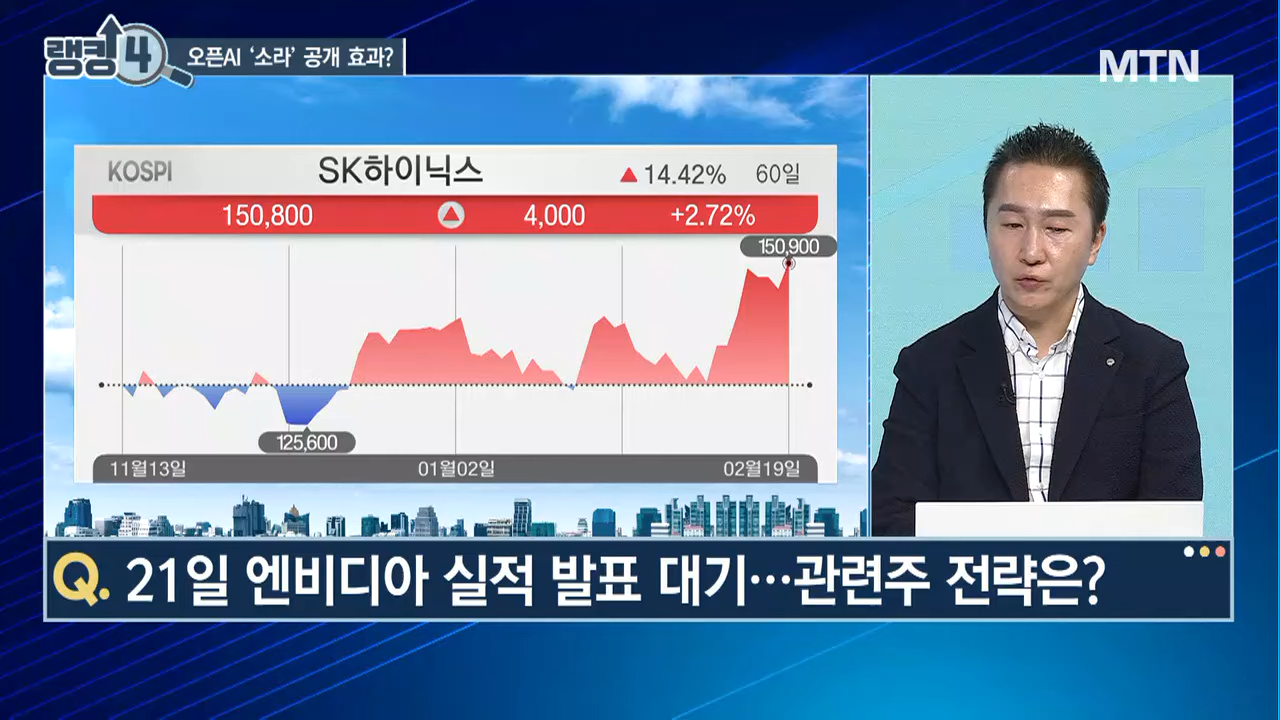 랭킹4
오픈AI ‘소라’ 공개 효과?
MTN
KOSPI SK하이닉스 ▲14.42% 60일
150,800 ▲ 4,000 +2.72%
150,900
125,600
11월13일 01월02일 02월19일
Q. 21일 엔비디아 실적 발표 대기…관련주 전략은?